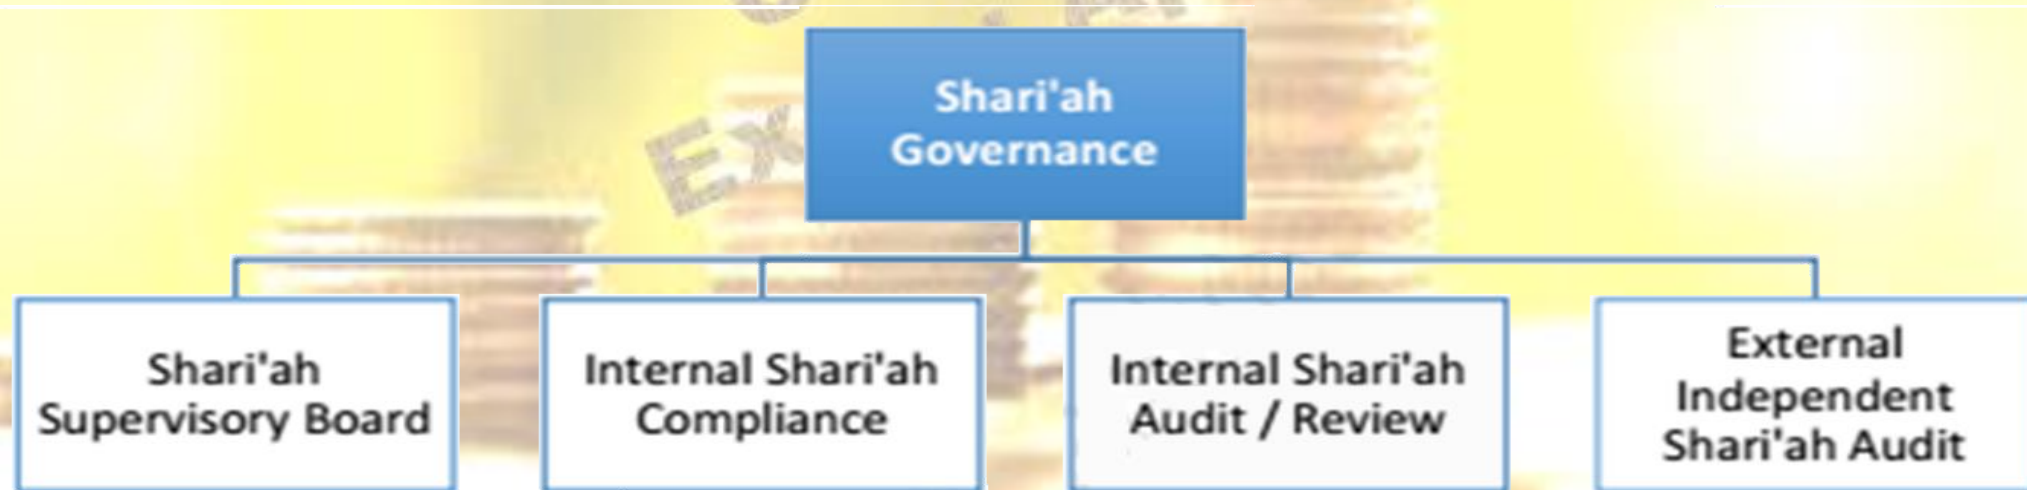 Shari'ah
Governance
Shari'ah
Supervisory Board
Internal Shari'ah
Compliance
Internal Shari'ah
Audit / Review
External
Independent
Shari'ah Audit